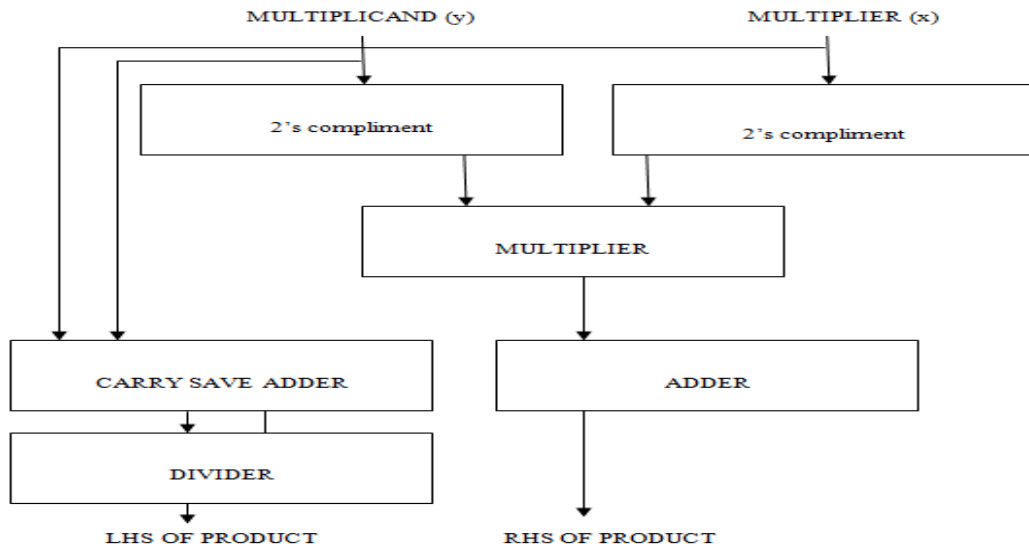 MULTIPLICAND (y)
MULTIPLIER (x)
2's compliment
2's compliment
MULTIPLIER
CARRY SAVE ADDER
ADDER
DIVIDER
LHS OF PRODUCT
RHS OF PRODUCT